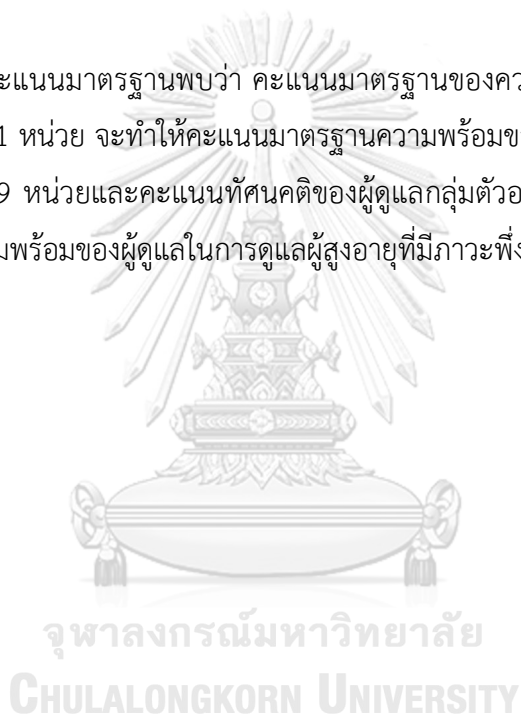 ะแนนมาตรฐานพบว่า คะแนนมาตรฐานของคว
1 หน่วย จะทำให้คะแนนมาตรฐานความพร้อมข
9 หน่วยและคะแนนทัศนคติของผู้ดูแลกลุ่มตัวอ
มพร้อมของผู้ดูแลในการดูแลผู้สูงอายุที่มีภาวะพึ่ง
จุฬาลงกรณ์มหาวิทยาลัย
CHULALONGKORN UNIVERSITY